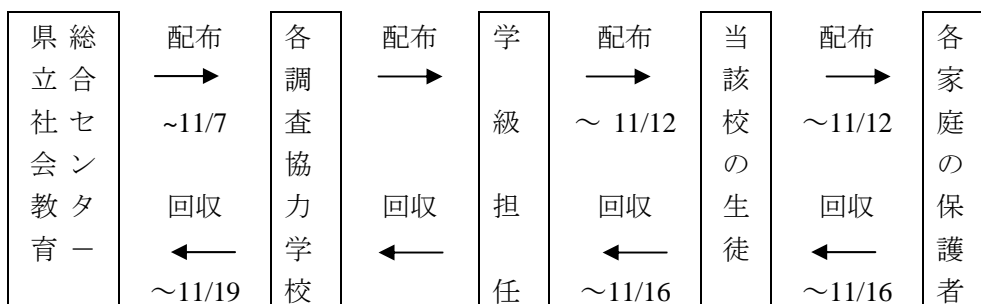 県立社会教育
総合センター
配布
~11/7
回収
～11/19
各調査協力学校
配布
回収
学級担任
配布
～ 11/12
回収
～11/16
当該校の生徒
配布
～11/12
回収
～11/16
各家庭の保護者